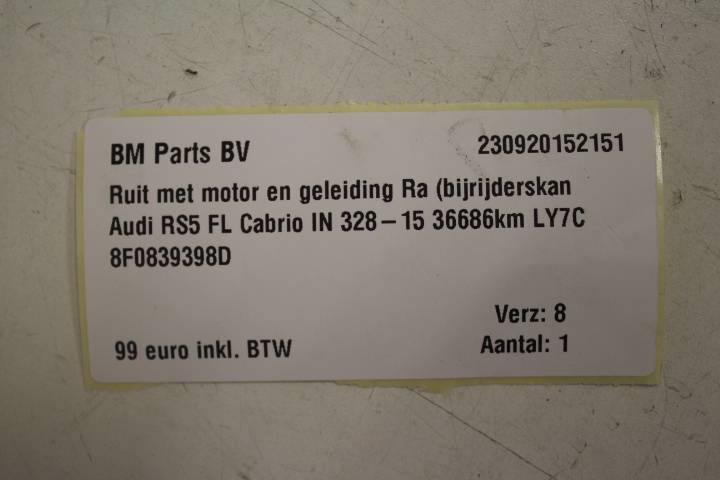 BM Parts BV 230920152151
Ruit met motor en geleiding Ra (bijrijderskan
Audi RS5 FL Cabrio IN 328-15 36686km LY7C
8F0839398D
Verz: 8
99 euro inkl. BTW Aantal: 1